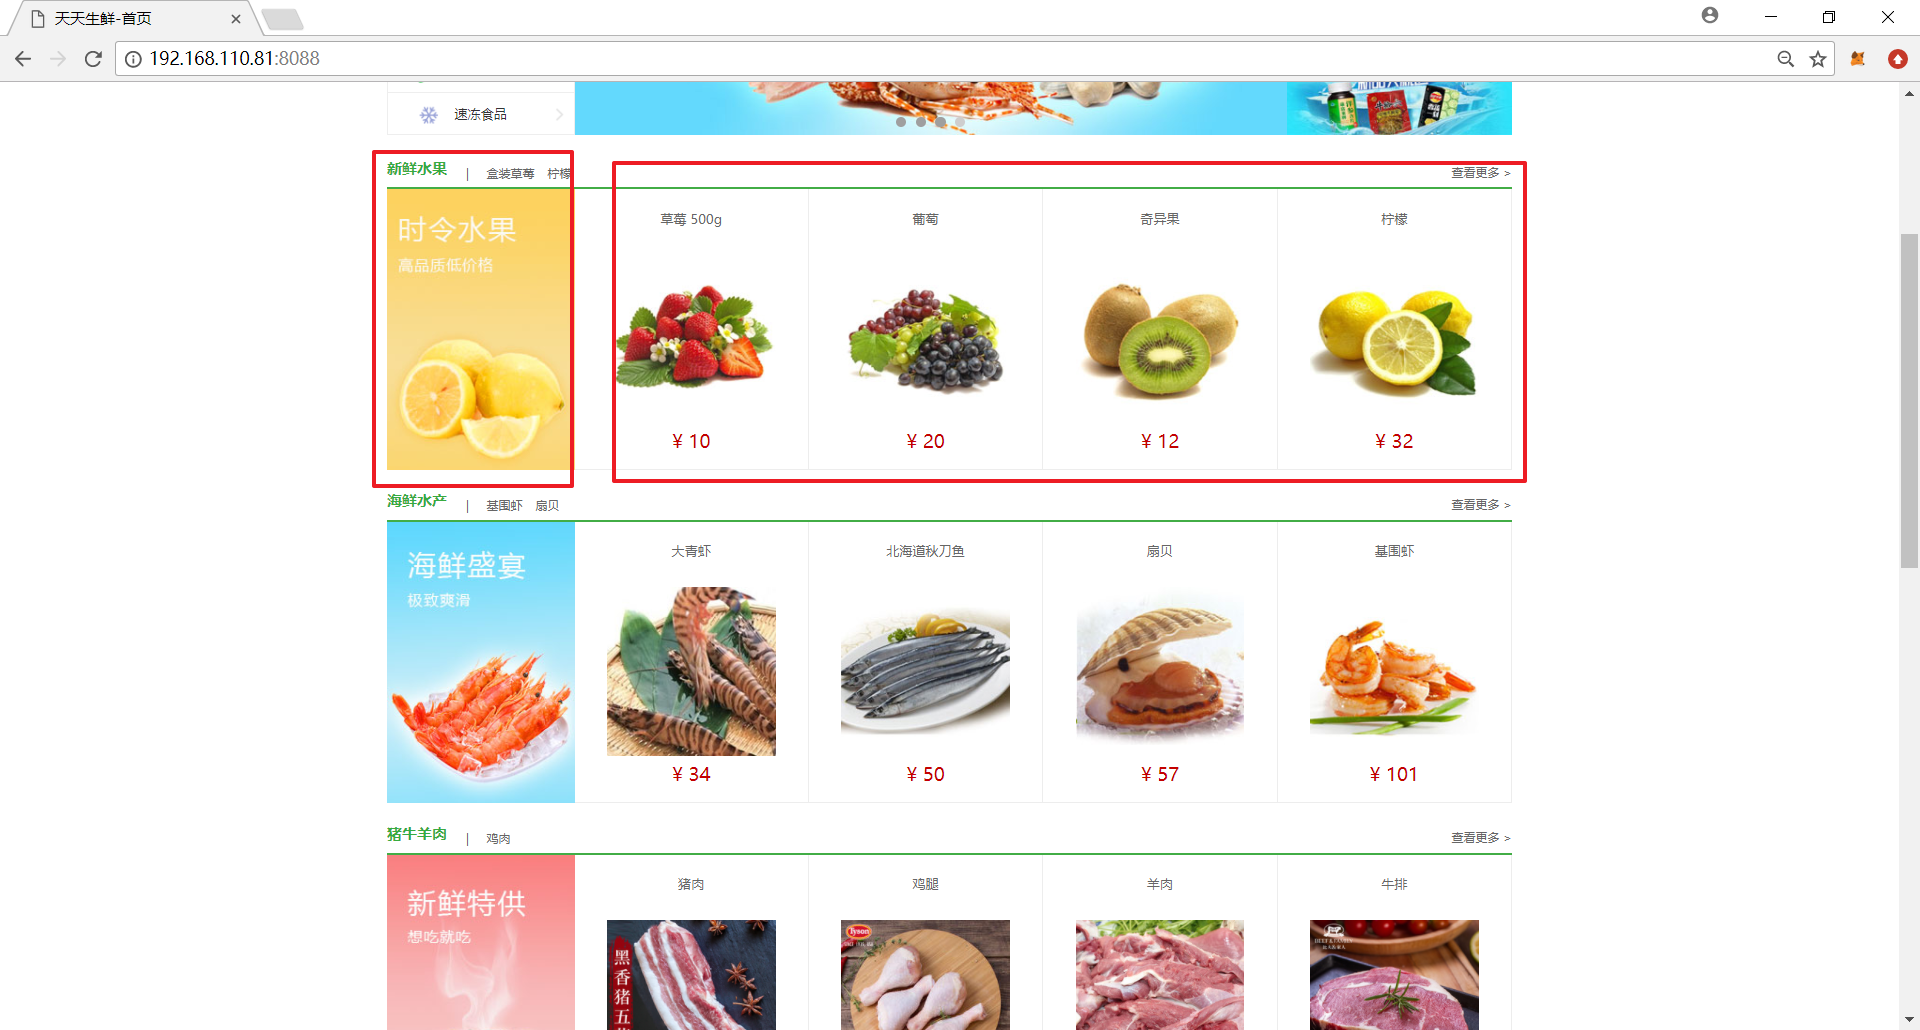 天天生鲜-首页
192.168.110.81:8088
速冻食品
新鲜水果 | 盒装草莓 柠檬 查看更多 >
时令水果
高品质低价格
草莓 500g 葡萄 奇异果 柠檬
¥ 10 ¥ 20 ¥ 12 ¥ 32
海鲜水产 | 基围虾 扇贝 查看更多 >
海鲜盛宴
极致爽滑
大青虾 北海道秋刀鱼 扇贝 基围虾
¥ 34 ¥ 50 ¥ 57 ¥ 101
猪牛羊肉 | 鸡肉 查看更多 >
新鲜特供
想吃就吃
猪肉 鸡腿 羊肉 牛排
黑香猪五
Tyson